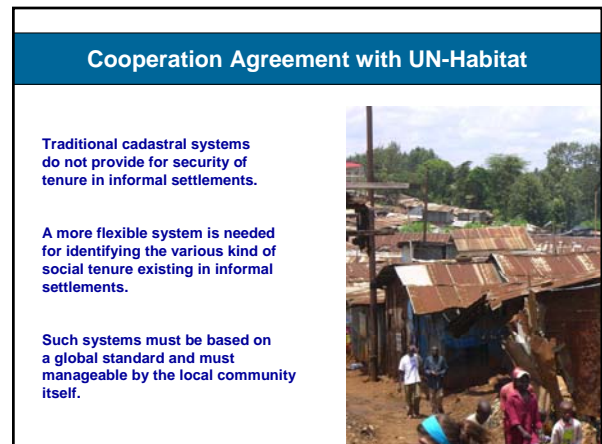 Cooperation Agreement with UN-Habitat
Traditional cadastral systems
do not provide for security of
tenure in informal settlements.
A more flexible system is needed
for identifying the various kind of
social tenure existing in informal
settlements.
Such systems must be based on
a global standard and must
manageable by the local community
itself.